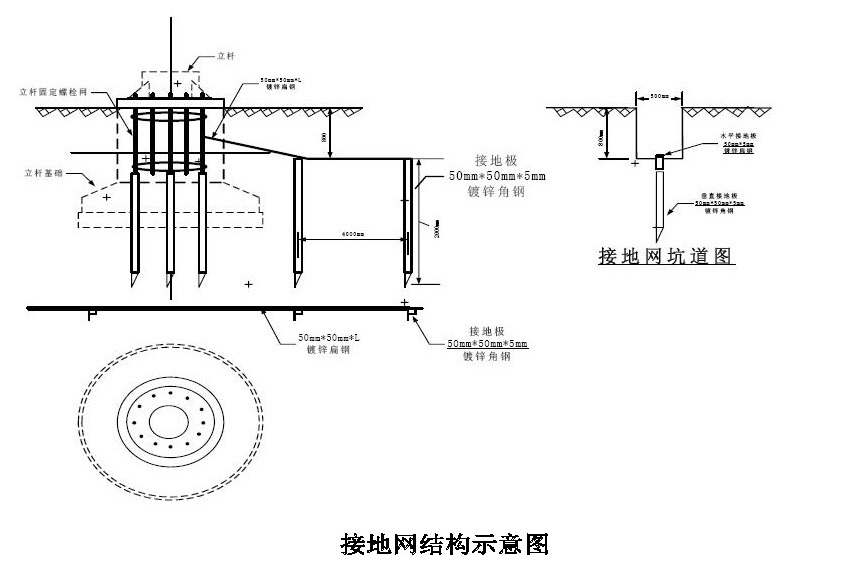 立杆
50mm*50mm*L
镀锌扁钢
立杆固定螺栓网
800
立杆基础
接地极
50mm*50mm*5mm
镀锌角钢
4000mm
2000mm
50mm*50mm*L
镀锌扁钢
接地极
50mm*50mm*5mm
镀锌角钢
500mm
800mm
水平接地极
50mm*5mm
镀锌扁钢
垂直接地极
50mm*50mm*5mm
镀锌角钢
接地网坑道图
接地网结构示意图